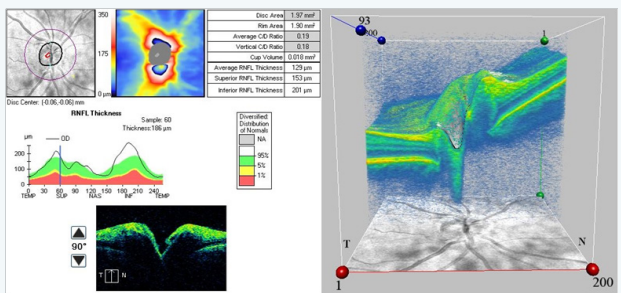 350
175
0 µm
Disc Center: (-0.06,-0.06) mm
Disc Area 1.97 mm²
Rim Area 1.90 mm²
Average C/D Ratio 0.19
Vertical C/D Ratio 0.18
Cup Volume 0.018 mm³
Average RNFL Thickness 129 µm
Superior RNFL Thickness 153 µm
Inferior RNFL Thickness 201 µm
RNFL Thickness
Sample: 60
Thickness:186 µm
µm
OD
200
100
0
0 30 60 90 120 150 180 210 240
TEMP SUP NAS INF TEMP
Diversified:
Distribution
of Normals
NA
95%
5%
1%
90°
T N
93
200
1
T
N
1
200